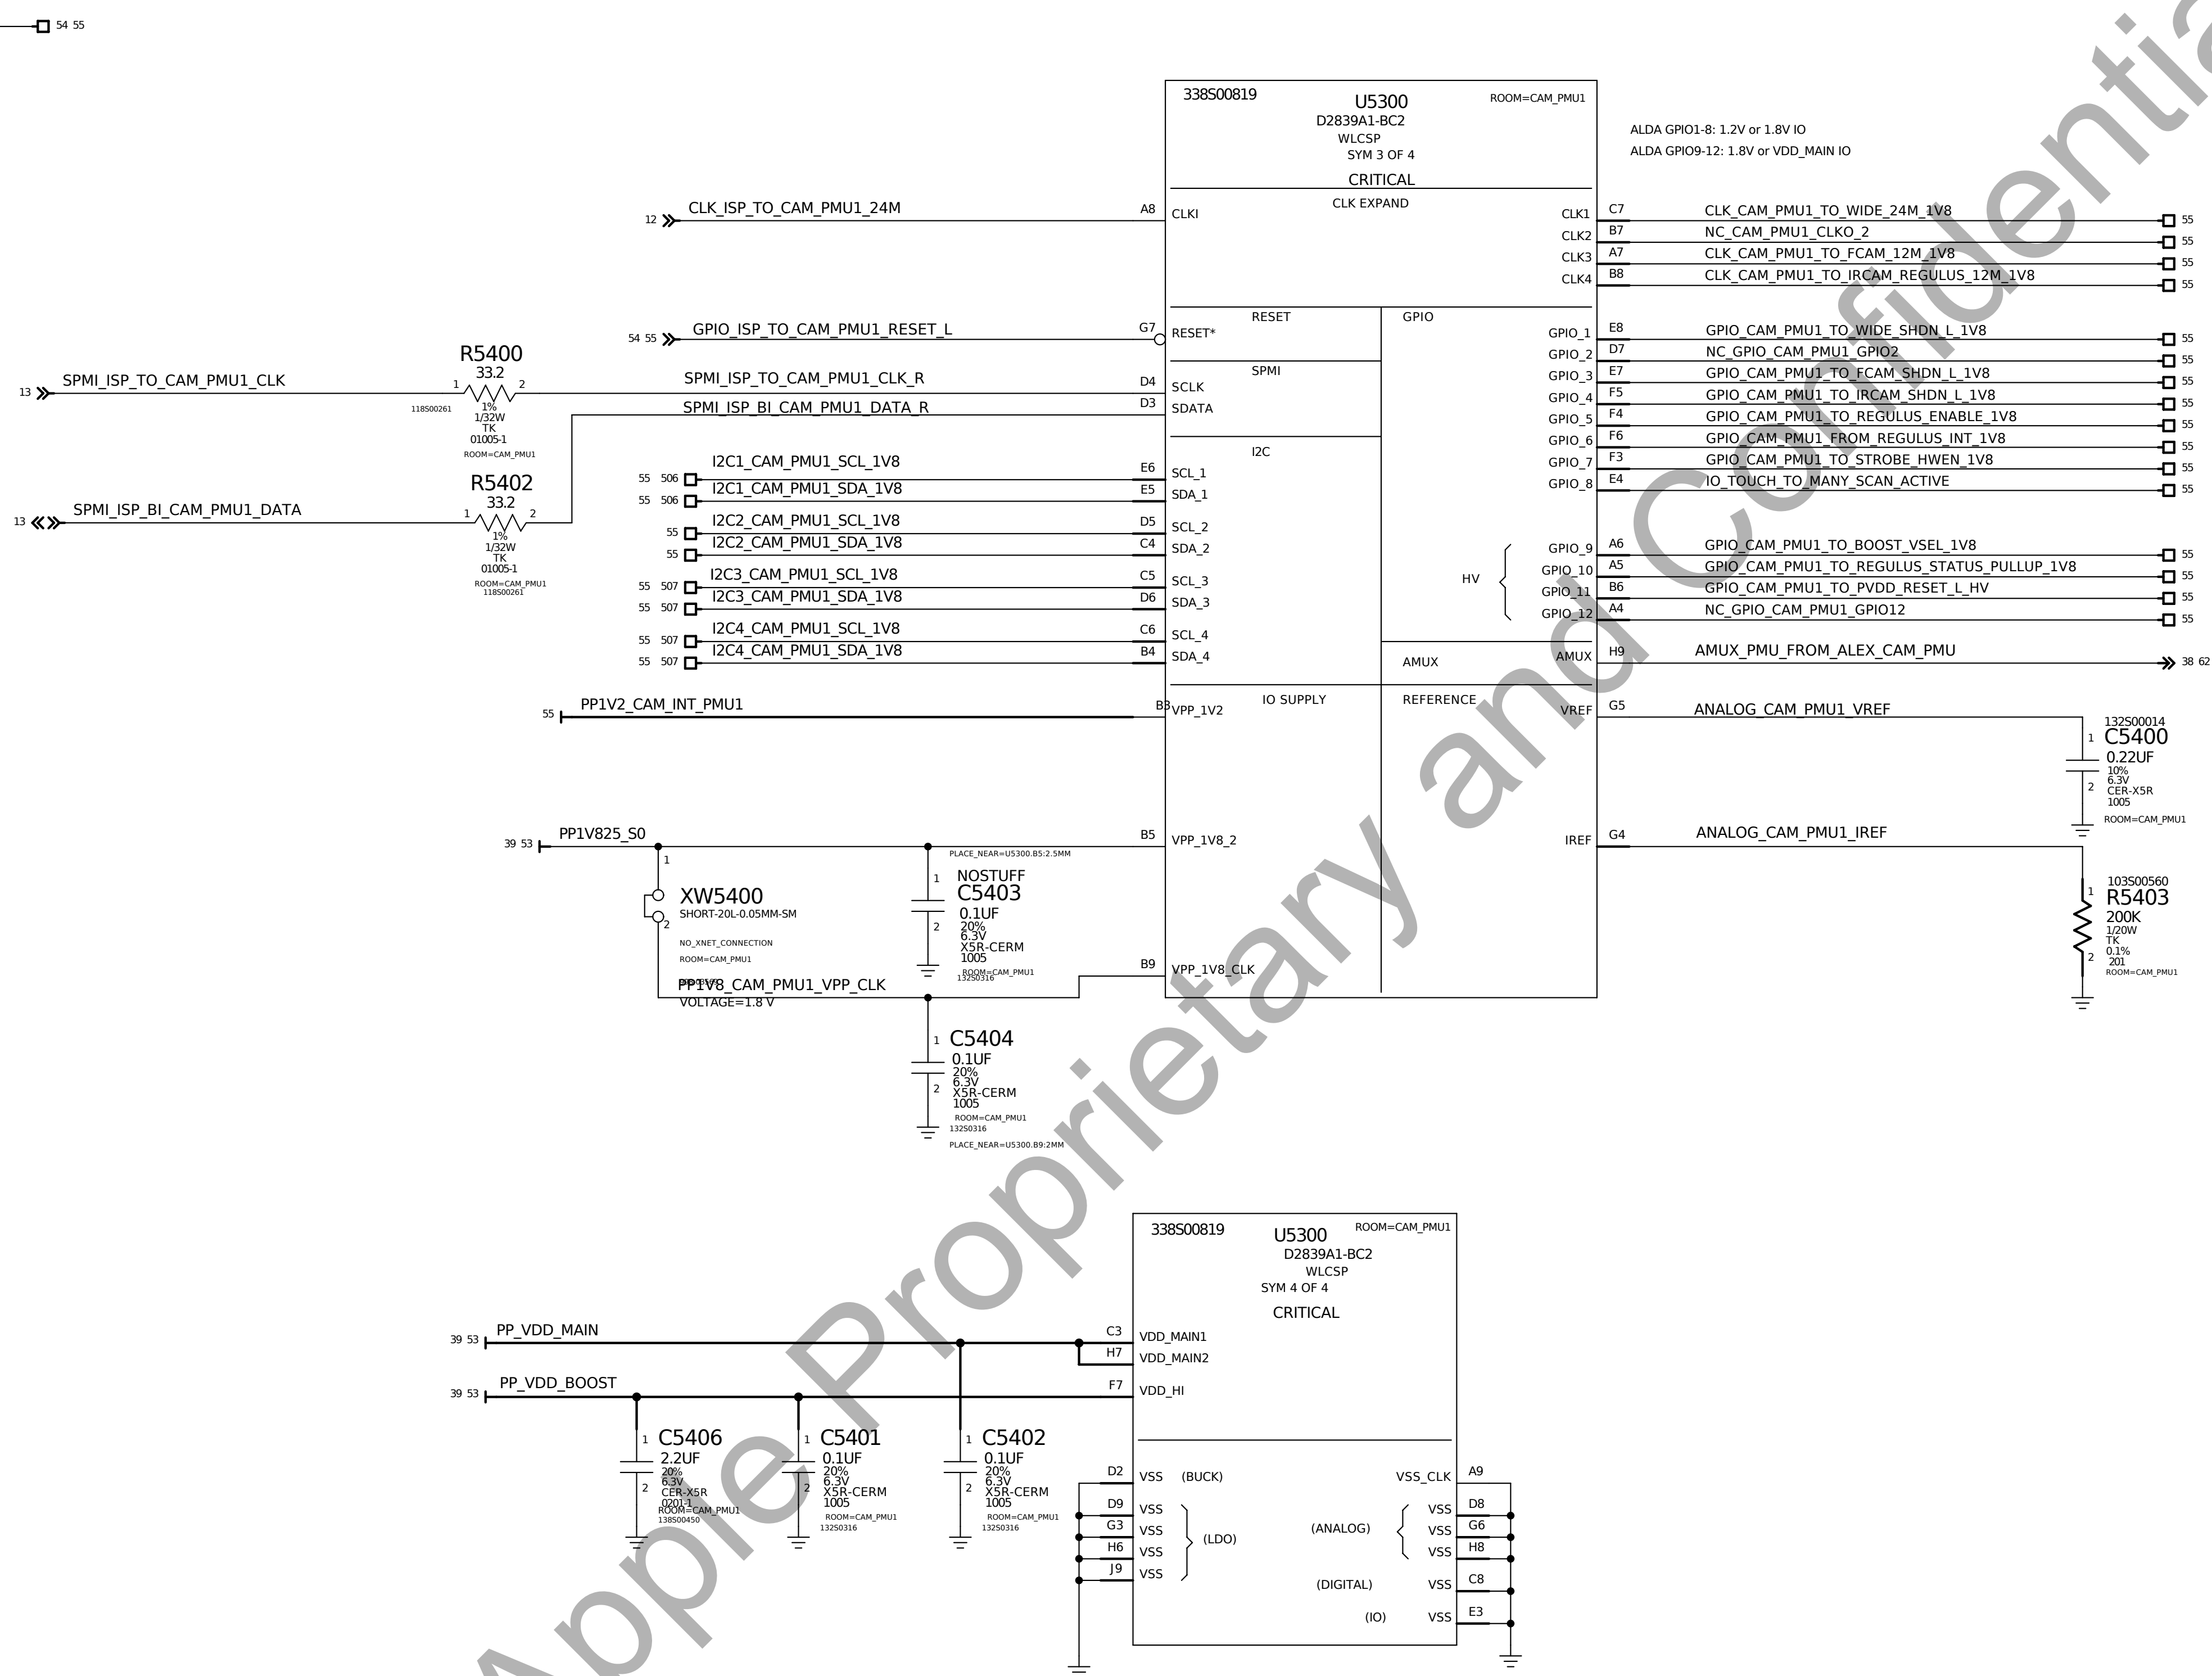 54 55
338S00819
U5300
ROOM=CAM_PMU1
D2839A1-BC2
WLCSP
SYM 3 OF 4
CRITICAL
ALDA GPIO1-8: 1.2V or 1.8V IO
ALDA GPIO9-12: 1.8V or VDD_MAIN IO
CLK EXPAND
12
CLK_ISP_TO_CAM_PMU1_24M
A8
CLKI
CLK1
C7
CLK_CAM_PMU1_TO_WIDE_24M_1V8
55
CLK2
B7
NC_CAM_PMU1_CLKO_2
55
CLK3
A7
CLK_CAM_PMU1_TO_FCAM_12M_1V8
55
CLK4
B8
CLK_CAM_PMU1_TO_IRCAM_REGULUS_12M_1V8
55
RESET
GPIO
54 55
GPIO_ISP_TO_CAM_PMU1_RESET_L
G7
RESET*
GPIO_1
E8
GPIO_CAM_PMU1_TO_WIDE_SHDN_L_1V8
55
GPIO_2
D7
NC_GPIO_CAM_PMU1_GPIO2
55
GPIO_3
E7
GPIO_CAM_PMU1_TO_FCAM_SHDN_L_1V8
55
GPIO_4
F5
GPIO_CAM_PMU1_TO_IRCAM_SHDN_L_1V8
55
GPIO_5
F4
GPIO_CAM_PMU1_TO_REGULUS_ENABLE_1V8
55
GPIO_6
F6
GPIO_CAM_PMU1_FROM_REGULUS_INT_1V8
55
GPIO_7
F3
GPIO_CAM_PMU1_TO_STROBE_HWEN_1V8
55
GPIO_8
E4
IO_TOUCH_TO_MANY_SCAN_ACTIVE
55
HV
GPIO_9
A6
GPIO_CAM_PMU1_TO_BOOST_VSEL_1V8
55
GPIO_10
A5
GPIO_CAM_PMU1_TO_REGULUS_STATUS_PULLUP_1V8
55
GPIO_11
B6
GPIO_CAM_PMU1_TO_PVDD_RESET_L_HV
55
GPIO_12
A4
NC_GPIO_CAM_PMU1_GPIO12
55
SPMI
13
SPMI_ISP_TO_CAM_PMU1_CLK
R5400
33.2
1
2
1%
1/32W
TK
01005-1
118S00261
ROOM=CAM_PMU1
SPMI_ISP_TO_CAM_PMU1_CLK_R
D4
SCLK
SPMI_ISP_BI_CAM_PMU1_DATA_R
D3
SDATA
13
SPMI_ISP_BI_CAM_PMU1_DATA
R5402
33.2
1
2
1%
1/32W
TK
01005-1
ROOM=CAM_PMU1
118S00261
I2C
55 506
I2C1_CAM_PMU1_SCL_1V8
E6
SCL_1
55 506
I2C1_CAM_PMU1_SDA_1V8
E5
SDA_1
55
I2C2_CAM_PMU1_SCL_1V8
D5
SCL_2
55
I2C2_CAM_PMU1_SDA_1V8
C4
SDA_2
55 507
I2C3_CAM_PMU1_SCL_1V8
C5
SCL_3
55 507
I2C3_CAM_PMU1_SDA_1V8
D6
SDA_3
55 507
I2C4_CAM_PMU1_SCL_1V8
C6
SCL_4
55 507
I2C4_CAM_PMU1_SDA_1V8
B4
SDA_4
AMUX
AMUX
H9
AMUX_PMU_FROM_ALEX_CAM_PMU
38 62
IO SUPPLY
REFERENCE
55
PP1V2_CAM_INT_PMU1
B3
VPP_1V2
VREF
G5
ANALOG_CAM_PMU1_VREF
132S00014
C5400
0.22UF
10%
6.3V
CER-X5R
1005
ROOM=CAM_PMU1
1
2
39 53
PP1V825_S0
B5
VPP_1V8_2
IREF
G4
ANALOG_CAM_PMU1_IREF
103S00560
R5403
200K
1/20W
TK
0.1%
201
ROOM=CAM_PMU1
1
2
PLACE_NEAR=U5300.B5:2.5MM
NOSTUFF
C5403
0.1UF
20%
6.3V
X5R-CERM
1005
ROOM=CAM_PMU1
132S0316
1
2
1
2
XW5400
SHORT-20L-0.05MM-SM
NO_XNET_CONNECTION
ROOM=CAM_PMU1
PP1V8_CAM_PMU1_VPP_CLK
VOLTAGE=1.8 V
B9
VPP_1V8_CLK
1
2
C5404
0.1UF
20%
6.3V
X5R-CERM
1005
ROOM=CAM_PMU1
132S0316
PLACE_NEAR=U5300.B9:2MM
338S00819
U5300
ROOM=CAM_PMU1
D2839A1-BC2
WLCSP
SYM 4 OF 4
CRITICAL
39 53
PP_VDD_MAIN
C3
VDD_MAIN1
H7
VDD_MAIN2
39 53
PP_VDD_BOOST
F7
VDD_HI
1
2
C5406
2.2UF
20%
6.3V
CER-X5R
0201-1
ROOM=CAM_PMU1
138S00450
1
2
C5401
0.1UF
20%
6.3V
X5R-CERM
1005
ROOM=CAM_PMU1
132S0316
1
2
C5402
0.1UF
20%
6.3V
X5R-CERM
1005
ROOM=CAM_PMU1
132S0316
D2
VSS
(BUCK)
D9
VSS
G3
VSS
H6
VSS
J9
VSS
(LDO)
VSS_CLK
A9
(ANALOG)
VSS
D8
VSS
G6
VSS
H8
(DIGITAL)
VSS
C8
(IO)
VSS
E3
Apple Proprietary and Confidentia